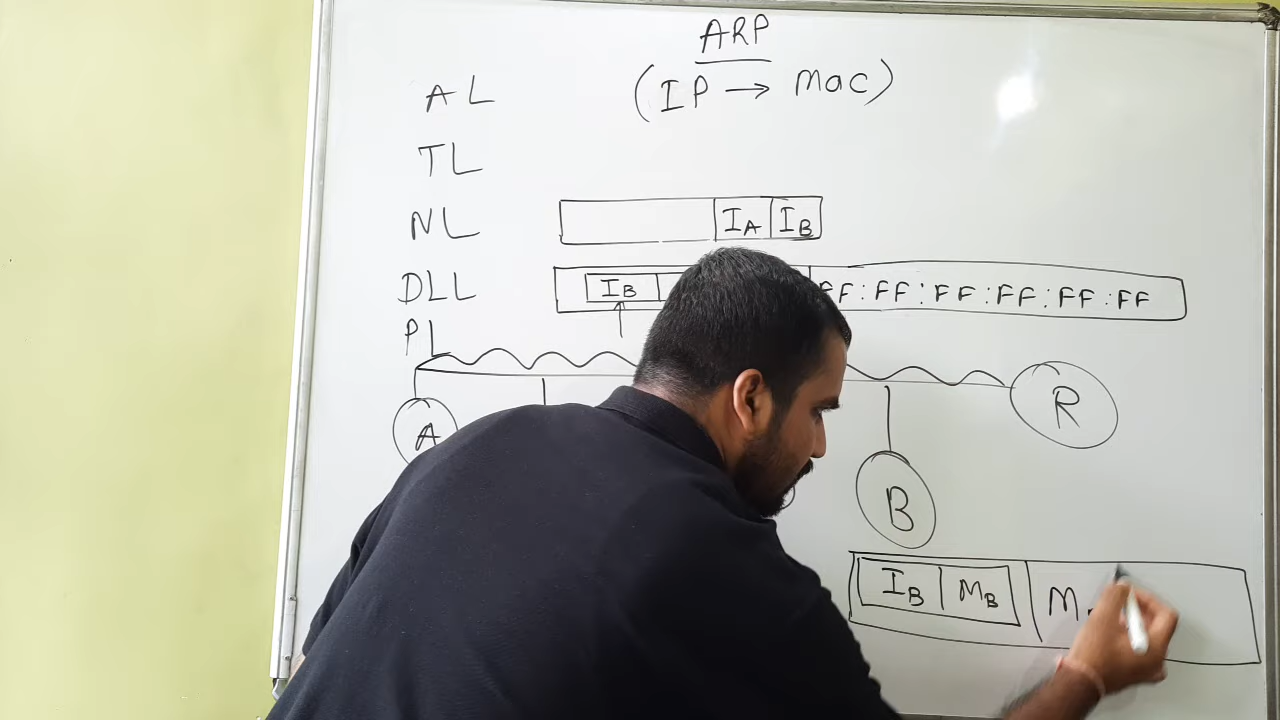 ARP
(IP → MAC)
AL
TL
NL
IA IB
DLL
IB
FF:FF:FF:FF:FF:FF
PL
A
R
B
IB MB M